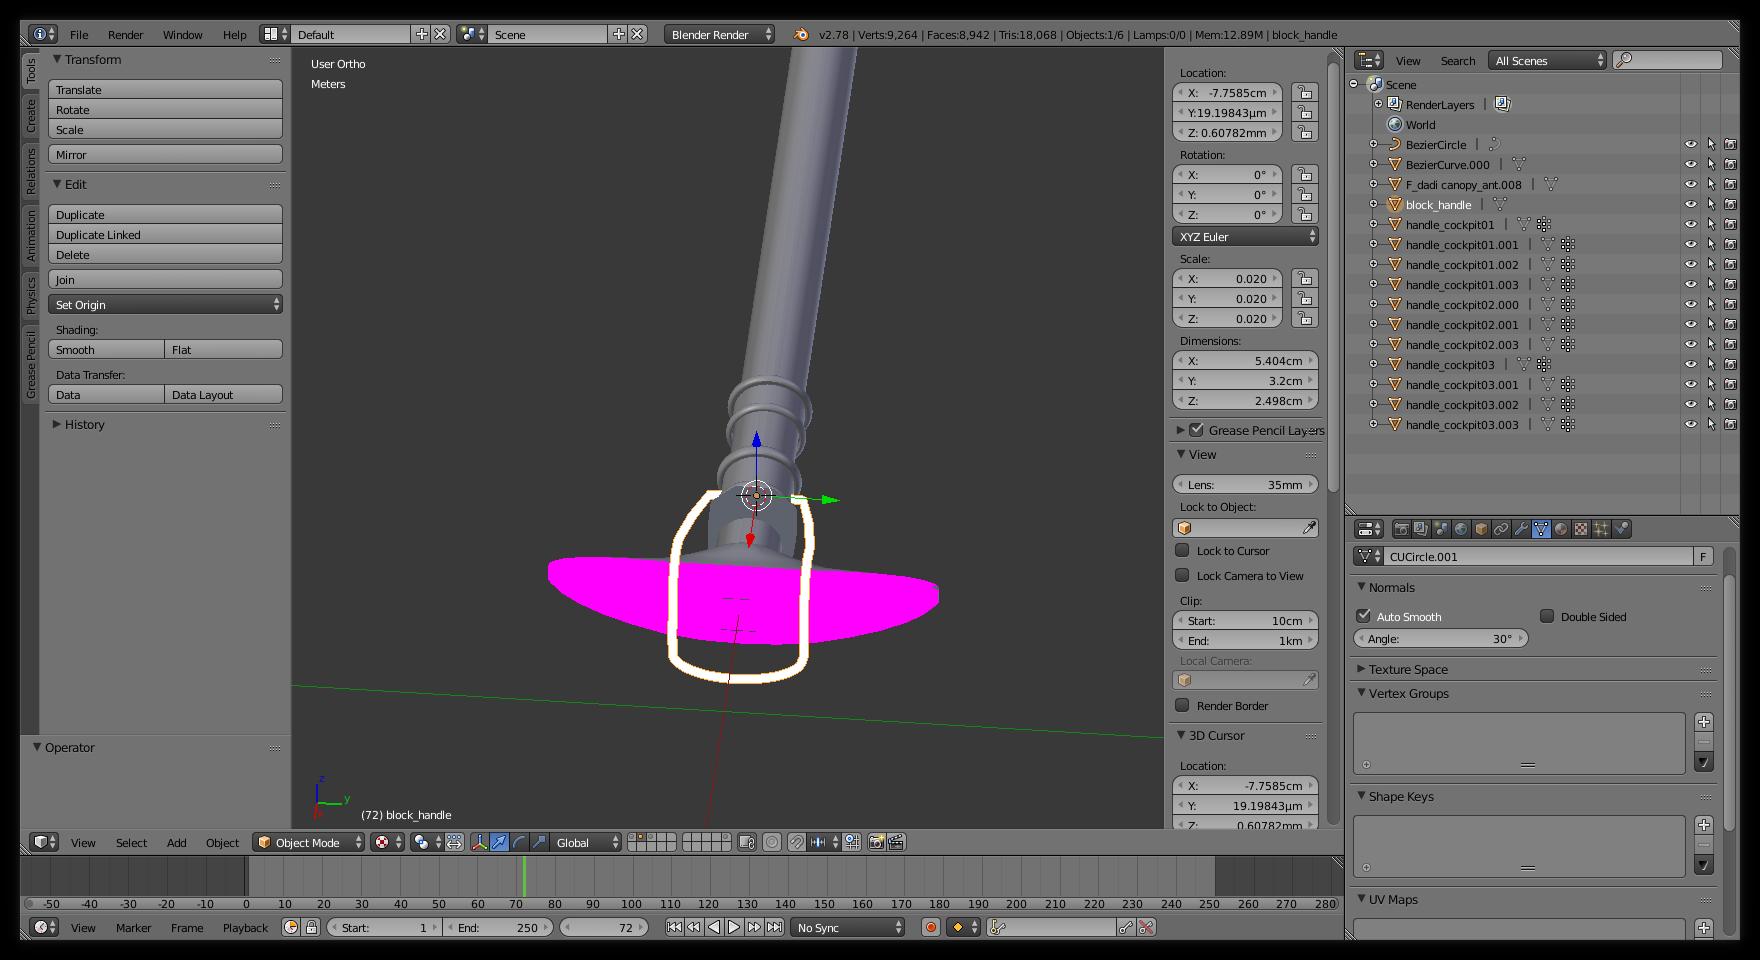 File Render Window Help Default Scene Blender Render v2.78 | Verts:9,264 | Faces:8,942 | Tris:18,068 | Objects:1/6 | Lamps:0/0 | Mem:12.89M | block_handle
Tools
Create
Relations
Animation
Physics
Grease Pencil
Transform
Translate
Rotate
Scale
Mirror
Edit
Duplicate
Duplicate Linked
Delete
Join
Set Origin
Shading:
Smooth Flat
Data Transfer:
Data Data Layout
History
Operator
User Ortho
Meters
z
y
(72) block_handle
Location:
X: -7.7585cm
Y:19.19843µm
Z: 0.60782mm
Rotation:
X: 0°
Y: 0°
Z: 0°
XYZ Euler
Scale:
X: 0.020
Y: 0.020
Z: 0.020
Dimensions:
X: 5.404cm
Y: 3.2cm
Z: 2.498cm
Grease Pencil Layers
View
Lens: 35mm
Lock to Object:
Lock to Cursor
Lock Camera to View
Clip:
Start: 10cm
End: 1km
Local Camera:
Render Border
3D Cursor
Location:
X: -7.7585cm
Y: 19.19843µm
Z: 0.60782mm
View Search All Scenes
Scene
RenderLayers |
World
BezierCircle |
BezierCurve.000 |
F_dadi canopy_ant.008 |
block_handle |
handle_cockpit01 |
handle_cockpit01.001 |
handle_cockpit01.002 |
handle_cockpit01.003 |
handle_cockpit02.000 |
handle_cockpit02.001 |
handle_cockpit02.003 |
handle_cockpit03 |
handle_cockpit03.001 |
handle_cockpit03.002 |
handle_cockpit03.003 |
CUCircle.001 F
Normals
Auto Smooth Double Sided
Angle: 30°
Texture Space
Vertex Groups
Shape Keys
UV Maps
View Select Add Object Object Mode Global
-50 -40 -30 -20 -10 0 10 20 30 40 50 60 70 80 90 100 110 120 130 140 150 160 170 180 190 200 210 220 230 240 250 260 270 280
View Marker Frame Playback Start: 1 End: 250 72 No Sync